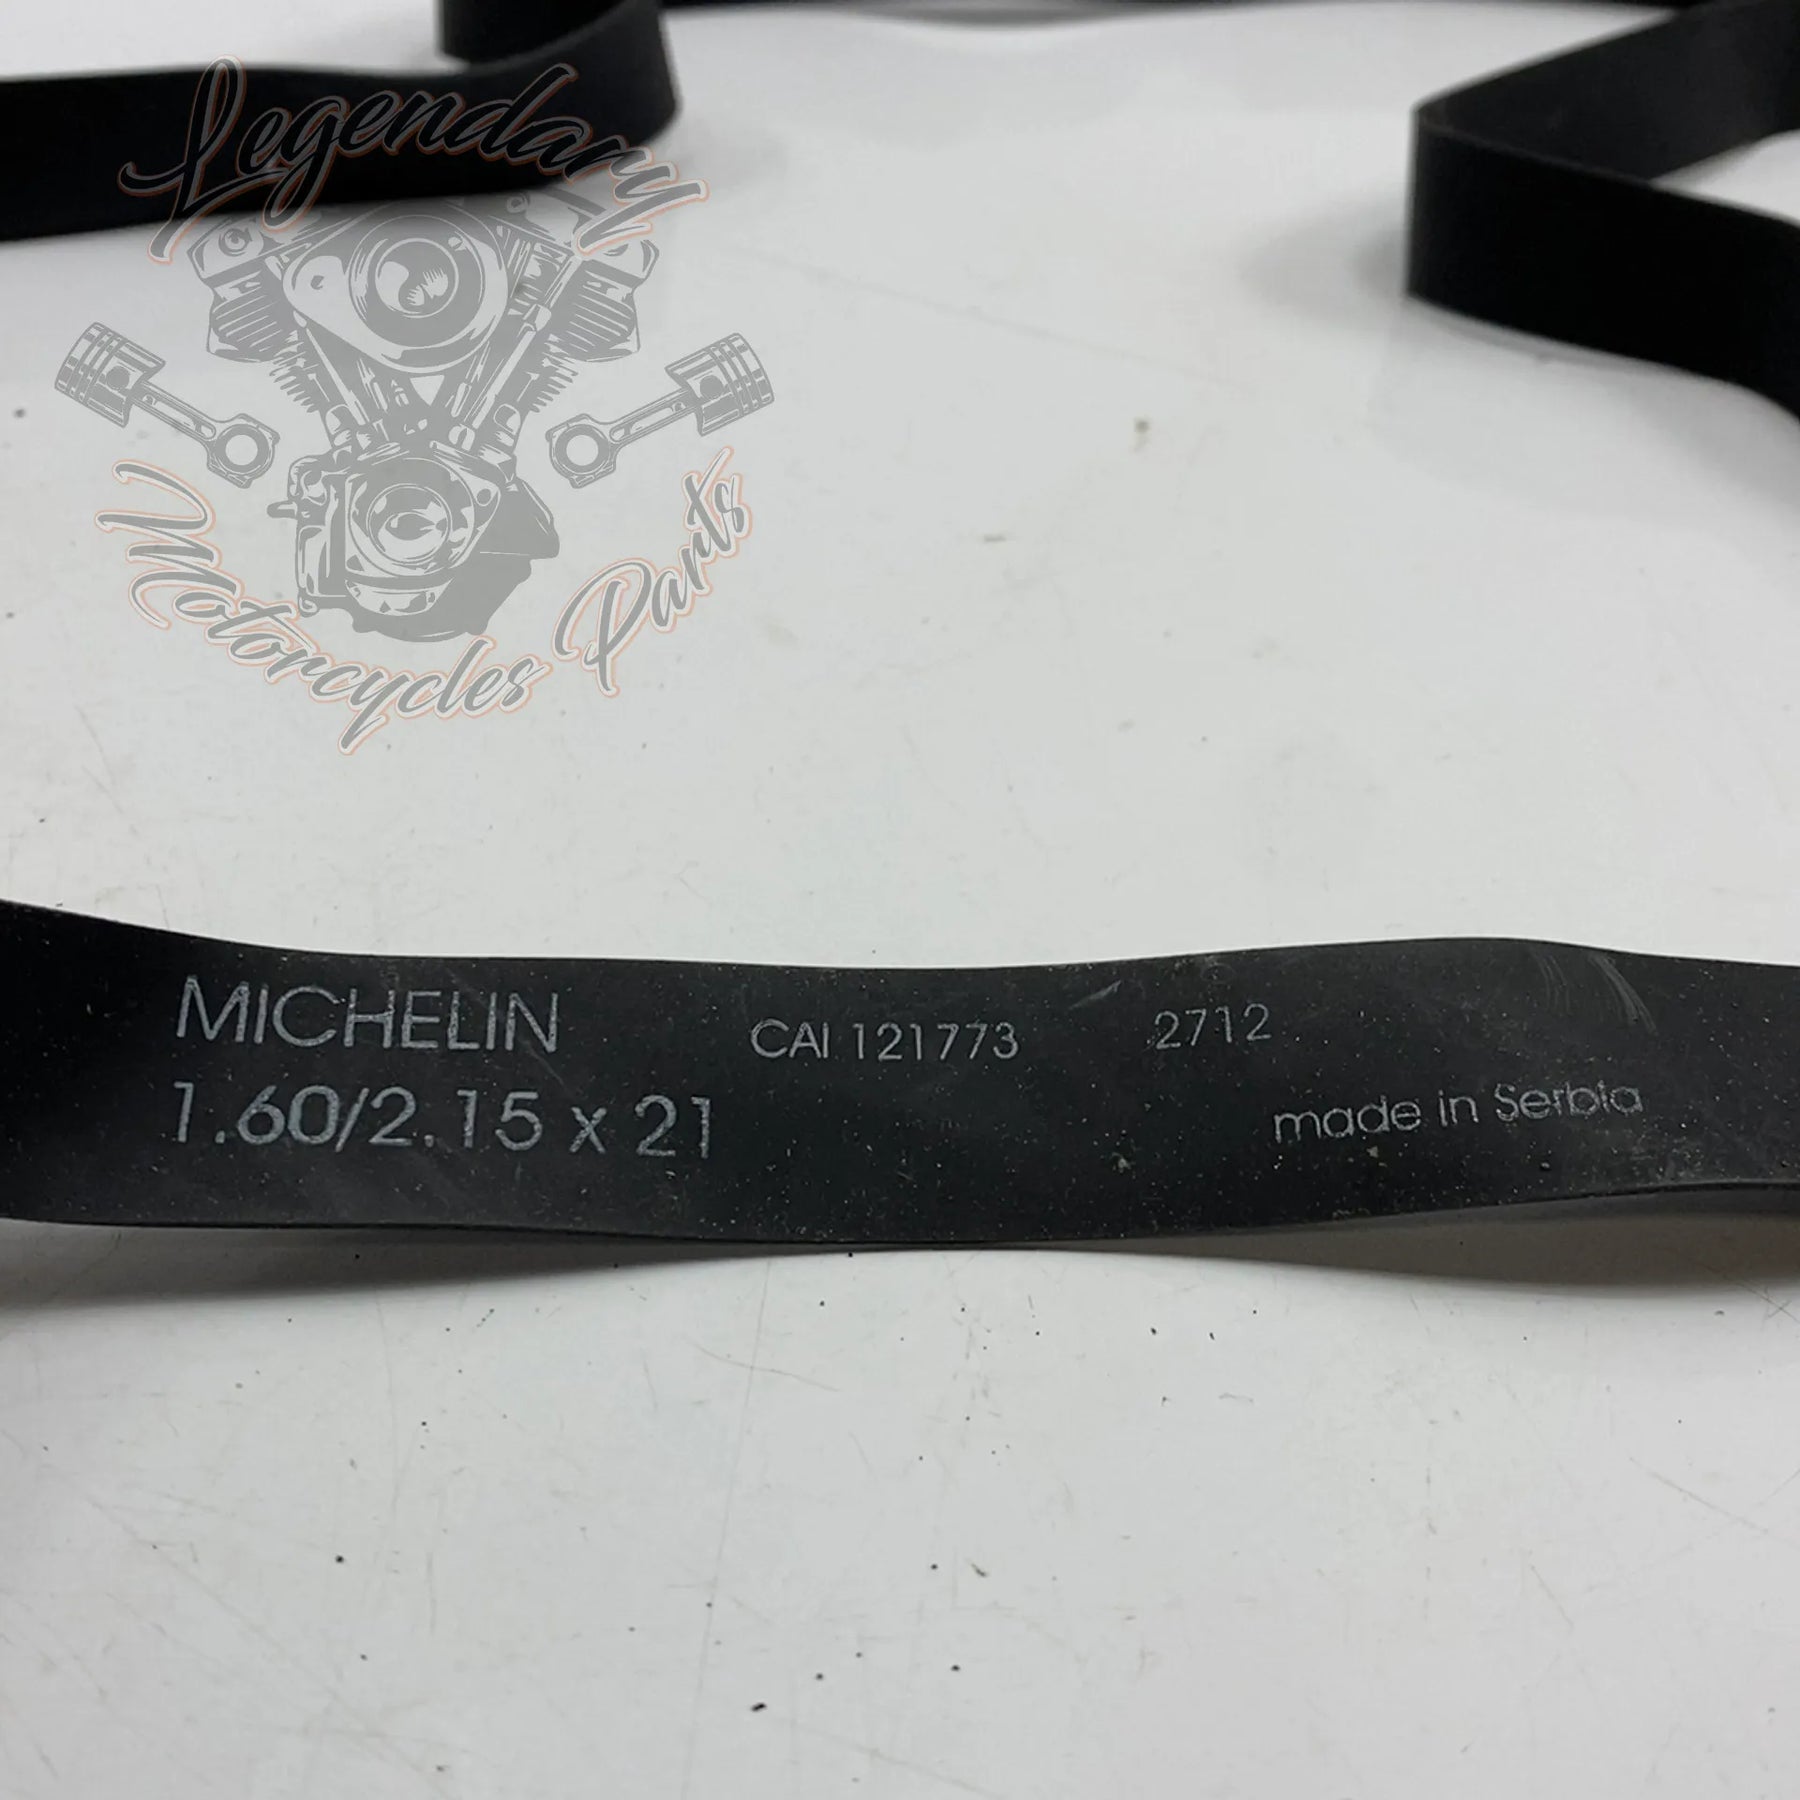 Legendary
Motorcycles Parts
MICHELIN CAI 121773 2712
1.60/2.15 x 21 made in Serbia